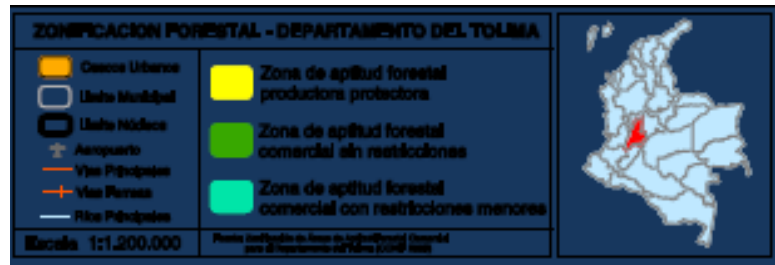 ZONIFICACION FORESTAL - DEPARTAMENTO DEL TOLIMA
Cascos Urbanos
Limite Municipal
Limite Núcleos
Aeropuerto
Vias Principales
Vias Ferreas
Rios Principales
Escala 1:1.200.000
Zona de aptitud forestal
productora protectora
Zona de aptitud forestal
comercial sin restricciones
Zona de aptitud forestal
comercial con restricciones menores